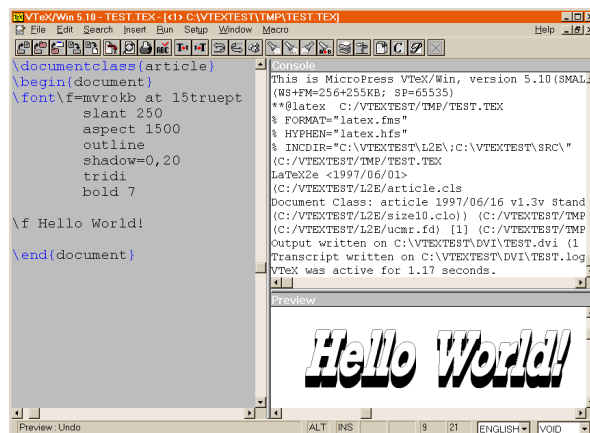 VTeX/Win 5.10 - TEST.TEX - [<1> C:\VTEXTEST\TMP\TEST.TEX]
File Edit Search Insert Run Setup Window Macro Help
\documentclass{article}
\begin{document}
\font\f=mvrokb at 15truept
slant 250
aspect 1500
outline
shadow=0,20
tridi
bold 7
\f Hello World!
\end{document}
Console
This is MicroPress VTeX/Win, version 5.10(SMAL
(WS+FM=256+255KB; SP=65535)
**@latex C:/VTEXTEST/TMP/TEST.TEX
% FORMAT="latex.fms"
% HYPHEN="latex.hfs"
% INCDIR="C:\VTEXTEST\L2E\;C:\VTEXTEST\SRC\"
(C:/VTEXTEST/TMP/TEST.TEX
LaTeX2e <1997/06/01>
(C:/VTEXTEST/L2E/article.cls
Document Class: article 1997/06/16 v1.3v Stand
(C:/VTEXTEST/L2E/size10.clo)) (C:/VTEXTEST/TMP
(C:/VTEXTEST/L2E/ucmr.fd) [1] (C:/VTEXTEST/TMP
Output written on C:\VTEXTEST\DVI\TEST.dvi (1
Transcript written on C:\VTEXTEST\DVI\TEST.log
VTeX was active for 1.17 seconds.
Preview
Hello World!
Preview : Undo ALT INS 9 21 ENGLISH VOID